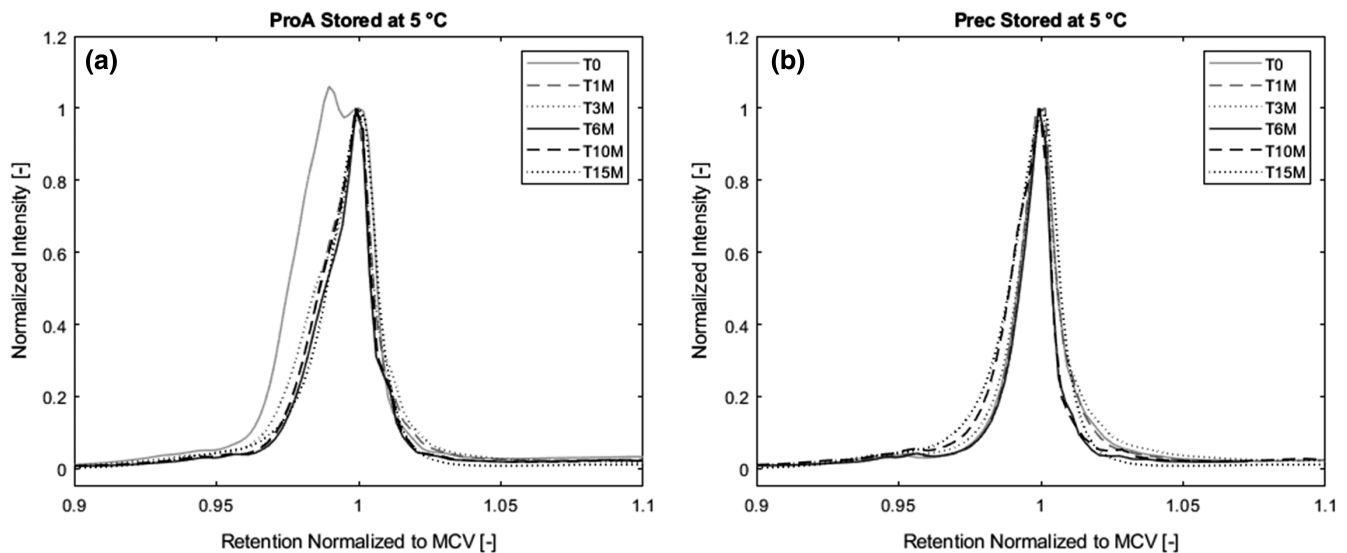 ProA Stored at 5 °C
(a)
T0
T1M
T3M
T6M
T10M
T15M
Normalized Intensity [-]
1.2
1
0.8
0.6
0.4
0.2
0
0.9
0.95
1
1.05
1.1
Retention Normalized to MCV [-]
Prec Stored at 5 °C
(b)
T0
T1M
T3M
T6M
T10M
T15M
Normalized Intensity [-]
1.2
1
0.8
0.6
0.4
0.2
0
0.9
0.95
1
1.05
1.1
Retention Normalized to MCV [-]